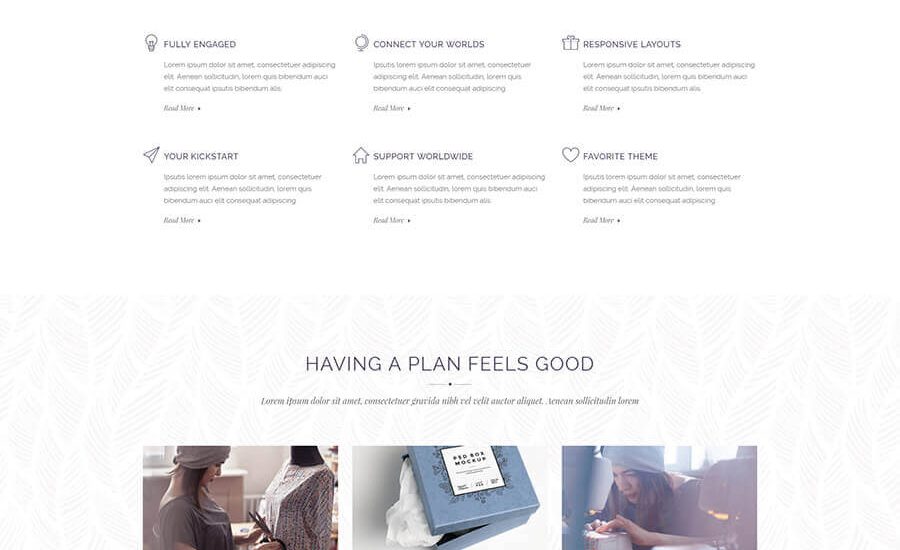 FULLY ENGAGED
Lorem ipsum dolor sit amet, consectetur adipiscing
elit. Aenean sollicitudin, lorem quis bibendum auci
elit consequat ipsutis bibendum alis.
Read More
CONNECT YOUR WORLDS
Ipsutis lorem ipsum dolor sit amet, consectetur
adipiscing elit. Aenean sollicitudin, lorem quis
bibendum auci elit consequat adipiscing
Read More
RESPONSIVE LAYOUTS
Lorem ipsum dolor sit amet, consectetur adipiscing
elit. Aenean sollicitudin, lorem quis bibendum auci
elit consequat ipsutis bibendum alis.
Read More
YOUR KICKSTART
Ipsutis lorem ipsum dolor sit amet, consectetur
adipiscing elit. Aenean sollicitudin, lorem quis
bibendum auci elit consequat adipiscing
Read More
SUPPORT WORLDWIDE
Lorem ipsum dolor sit amet, consectetur adipiscing
elit. Aenean sollicitudin, lorem quis bibendum auci
elit consequat ipsutis bibendum alis.
Read More
FAVORITE THEME
Ipsutis lorem ipsum dolor sit amet, consectetur
adipiscing elit. Aenean sollicitudin, lorem quis
bibendum auci elit consequat adipiscing
Read More
HAVING A PLAN FEELS GOOD
Lorem ipsum dolor sit amet, consectetuer gravida nibh vel velit auctor aliquet. Aenean sollicitudin lorem
PSD BOX
MOCKUP